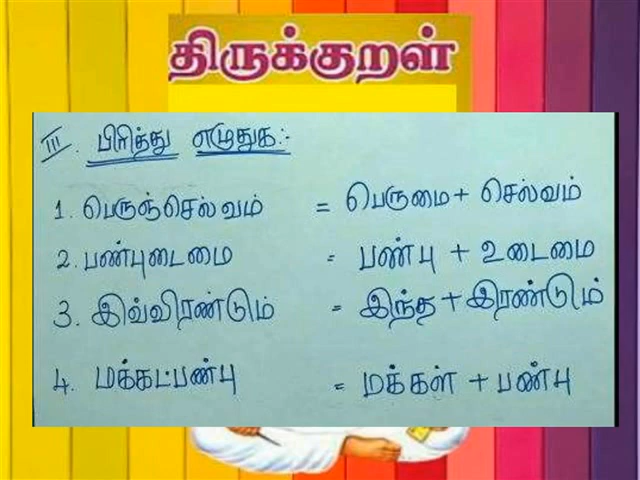 திருக்குறள்
III. பிரித்து எழுதுக:-
1. பெருஞ்செல்வம் = பெருமை + செல்வம்
2. பண்புடைமை = பண்பு + உடைமை
3. இவ்விரண்டும் = இந்த + இரண்டும்
4. மக்கட்பண்பு = மக்கள் + பண்பு